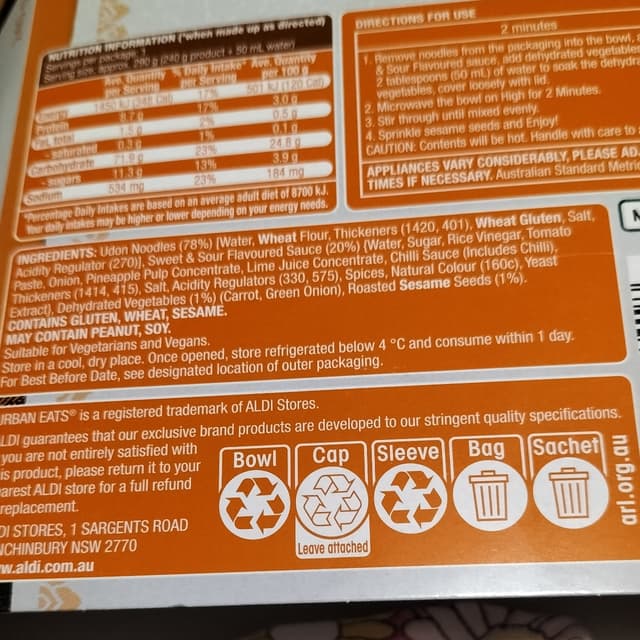 NUTRITION INFORMATION (*when made up as directed)
Servings per package: 1
Serving size: approx. 290 g (240 g product + 50 mL water)
Ave. Quantity per Serving % Daily Intake* per Serving Ave. Quantity per 100 g
Energy 1450 kJ (348 Cal) 17% 501 kJ (120 Cal)
Protein 8.7 g 17% 3.0 g
Fat, total 1.5 g 2% 0.5 g
- saturated 0.3 g 1% 0.1 g
Carbohydrate 71.9 g 23% 24.8 g
- sugars 11.3 g 13% 3.9 g
Sodium 534 mg 23% 184 mg
*Percentage Daily Intakes are based on an average adult diet of 8700 kJ.
Your daily intakes may be higher or lower depending on your energy needs.
DIRECTIONS FOR USE
2 minutes
1. Remove noodles from the packaging into the bowl,
& Sour Flavoured sauce, add dehydrated vegetables
2 tablespoons (50 mL) of water to soak the dehydra
vegetables, cover loosely with lid.
2. Microwave the bowl on High for 2 Minutes.
3. Stir through until mixed evenly.
4. Sprinkle sesame seeds and Enjoy!
CAUTION: Contents will be hot. Handle with care to
APPLIANCES VARY CONSIDERABLY, PLEASE AD
TIMES IF NECESSARY. Australian Standard Metri
INGREDIENTS: Udon Noodles (78%) [Water, Wheat Flour, Thickeners (1420, 401), Wheat Gluten, Salt,
Acidity Regulator (270)], Sweet & Sour Flavoured Sauce (20%) (Water, Sugar, Rice Vinegar, Tomato
Paste, Onion, Pineapple Pulp Concentrate, Lime Juice Concentrate, Chilli Sauce (Includes Chilli),
Thickeners (1414, 415), Salt, Acidity Regulators (330, 575), Spices, Natural Colour (160c), Yeast
Extract), Dehydrated Vegetables (1%) (Carrot, Green Onion), Roasted Sesame Seeds (1%).
CONTAINS GLUTEN, WHEAT, SESAME.
MAY CONTAIN PEANUT, SOY.
Suitable for Vegetarians and Vegans.
Store in a cool, dry place. Once opened, store refrigerated below 4 °C and consume within 1 day.
For Best Before Date, see designated location of outer packaging.
URBAN EATS® is a registered trademark of ALDI Stores.
LDI guarantees that our exclusive brand products are developed to our stringent quality specifications.
you are not entirely satisfied with
is product, please return it to your
arest ALDI store for a full refund
replacement.
DI STORES, 1 SARGENTS ROAD
NCHINBURY NSW 2770
w.aldi.com.au
Bowl Cap Sleeve Bag Sachet
Leave attached
arl.org.au